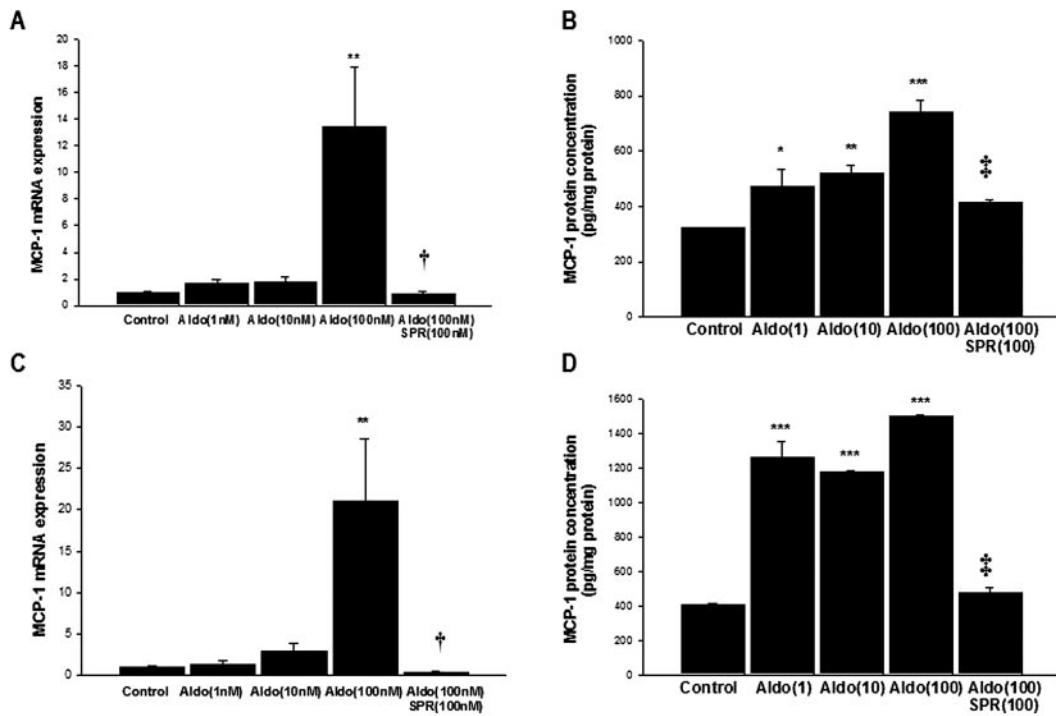 A
MCP-1 mRNA expression
20
18
16
14
12
10
8
6
4
2
0
**
†
Control Aldo(1nM) Aldo(10nM) Aldo(100nM) Aldo(100nM)
SPR(100nM)
B
MCP-1 protein concentration
(pg/mg protein)
1000
800
600
400
200
0
*
**
***
‡
Control Aldo(1) Aldo(10) Aldo(100) Aldo(100)
SPR(100)
C
MCP-1 mRNA expression
35
30
25
20
15
10
5
0
**
†
Control Aldo(1nM) Aldo(10nM) Aldo(100nM) Aldo(100nM)
SPR(100nM)
D
MCP-1 protein concentration
(pg/mg protein)
1600
1400
1200
1000
800
600
400
200
0
***
***
***
‡
Control Aldo(1) Aldo(10) Aldo(100) Aldo(100)
SPR(100)